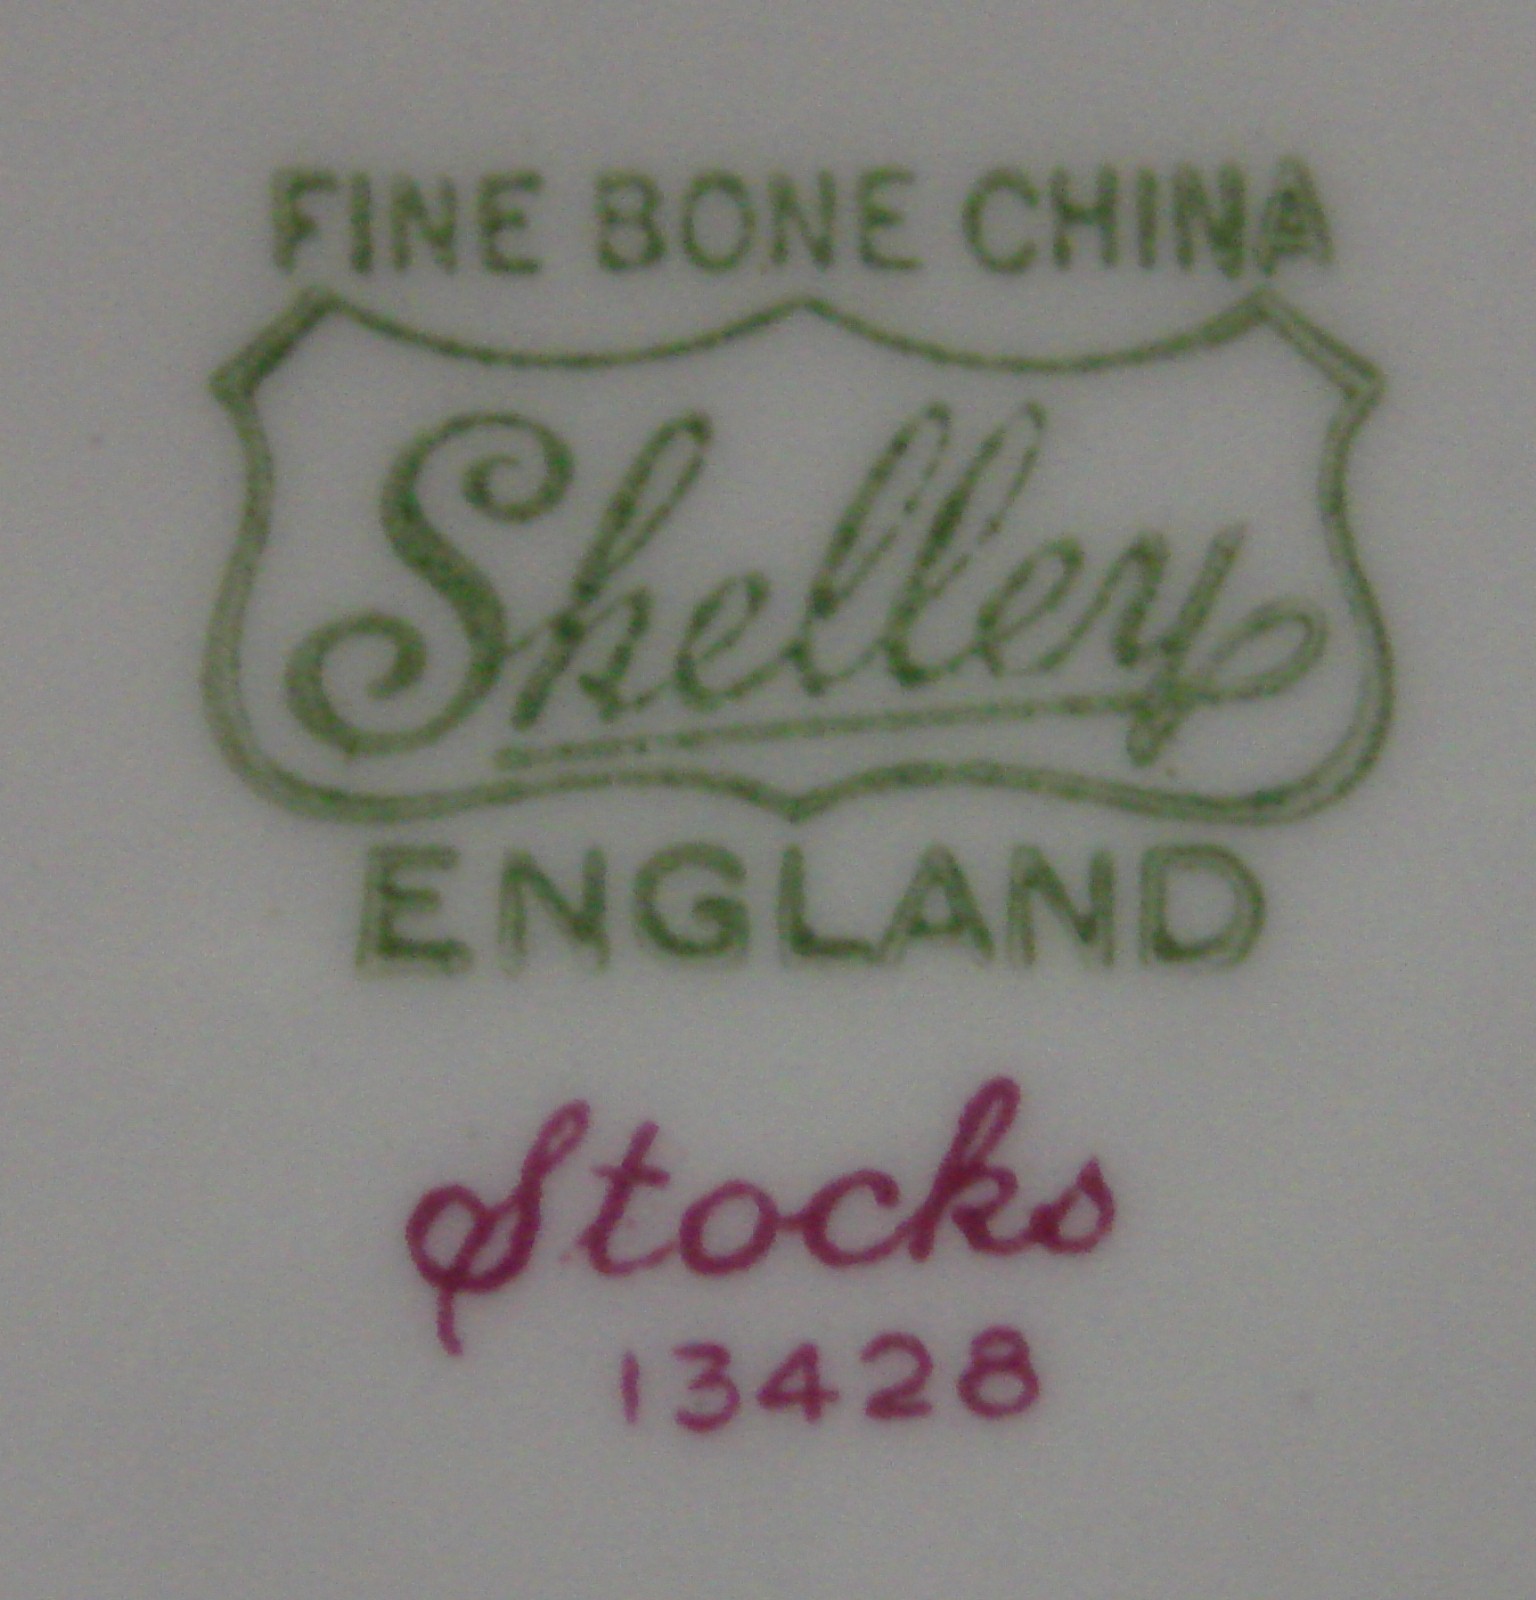 FINE BONE CHINA
Shelley
ENGLAND
Stocks
13428